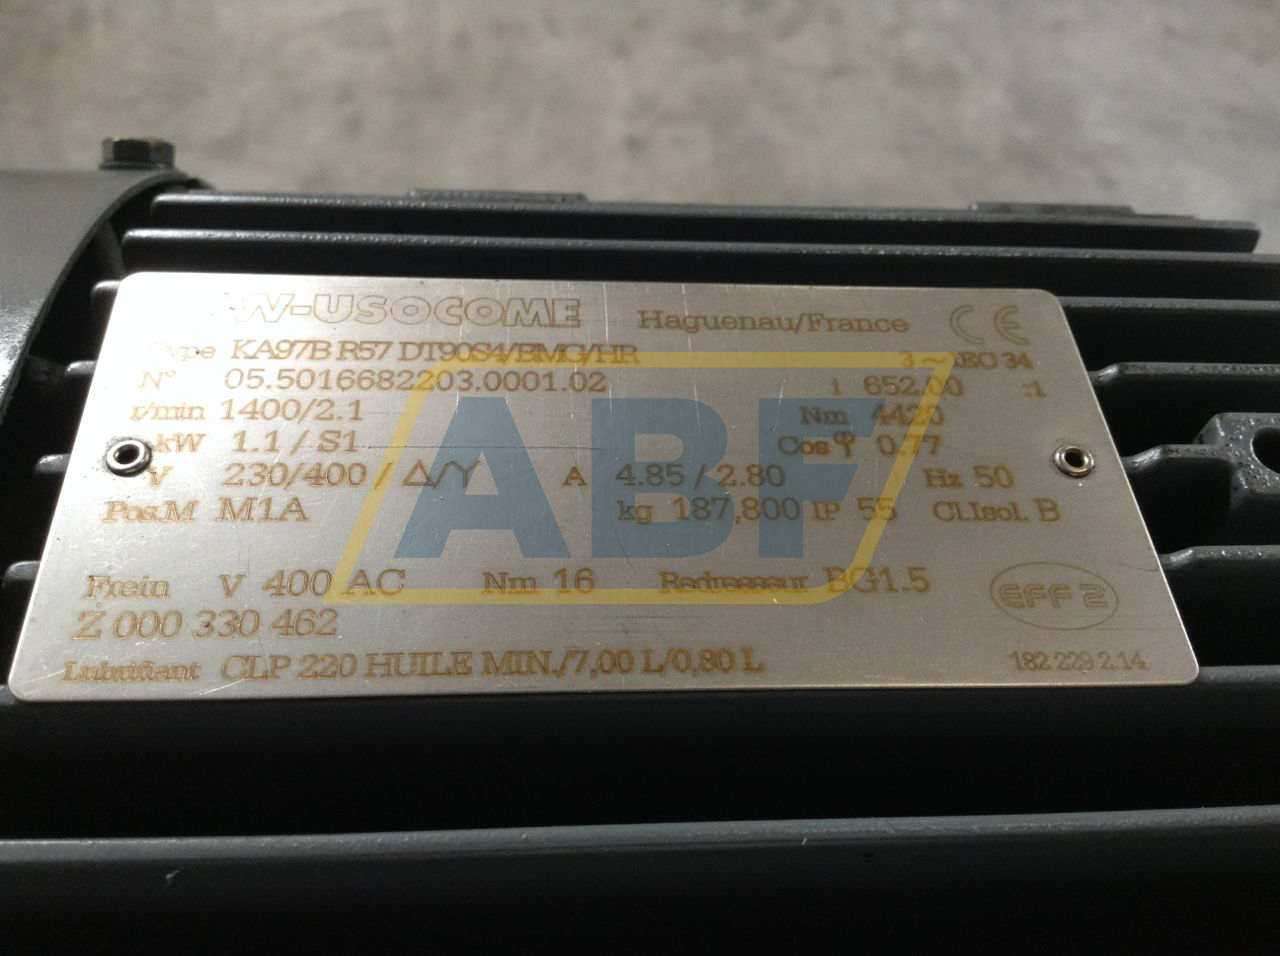 W-USOCOME Haguenau/France CE
Type KA97B R57 DT90S4/BMG/HR 3 ~ IEC 34
N° 05.5016682203.0001.02 i 652.00 :1
r/min 1400/2.1 Nm 4420
kW 1.1 / S1 Cos φ 0.77
V 230/400 / Δ/Y A 4.85 / 2.80 Hz 50
Pos.M M1A kg 187,800 IP 55 Cl.Isol. B
Frein V 400 AC Nm 16 Redresseur BG1.5
EFF 2
Z 000 330 462
Lubrifiant CLP 220 HUILE MIN./7,00 L/0,80 L
182 229 2.14
ABF